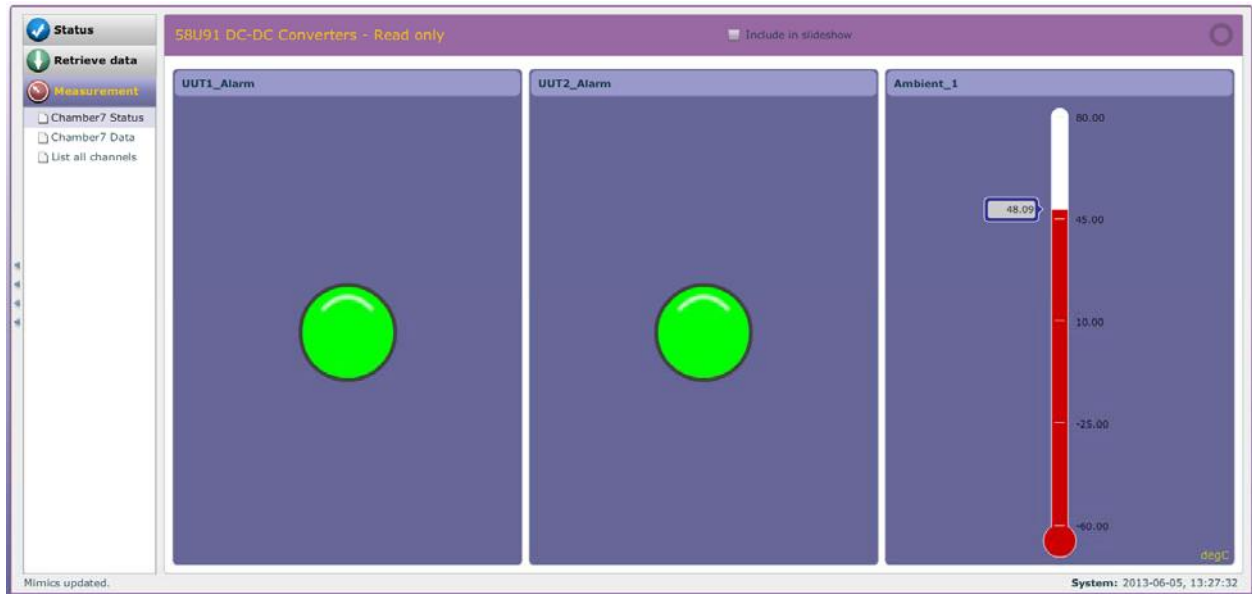 Status
Retrieve data
Measurement
Chamber7 Status
Chamber7 Data
List all channels
58U91 DC-DC Converters - Read only
Include in slideshow
UUT1_Alarm
UUT2_Alarm
Ambient_1
80.00
48.09
45.00
10.00
-25.00
-60.00
degC
Mimics updated.
System: 2013-06-05, 13:27:32